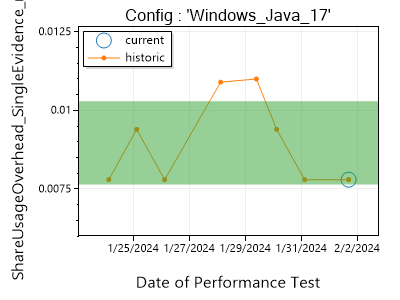 Config : 'Windows_Java_17'
current
historic
0.0125
0.01
0.0075
ShareUsageOverhead_SingleEvidence_
1/25/2024
1/27/2024
1/29/2024
1/31/2024
2/2/2024
Date of Performance Test